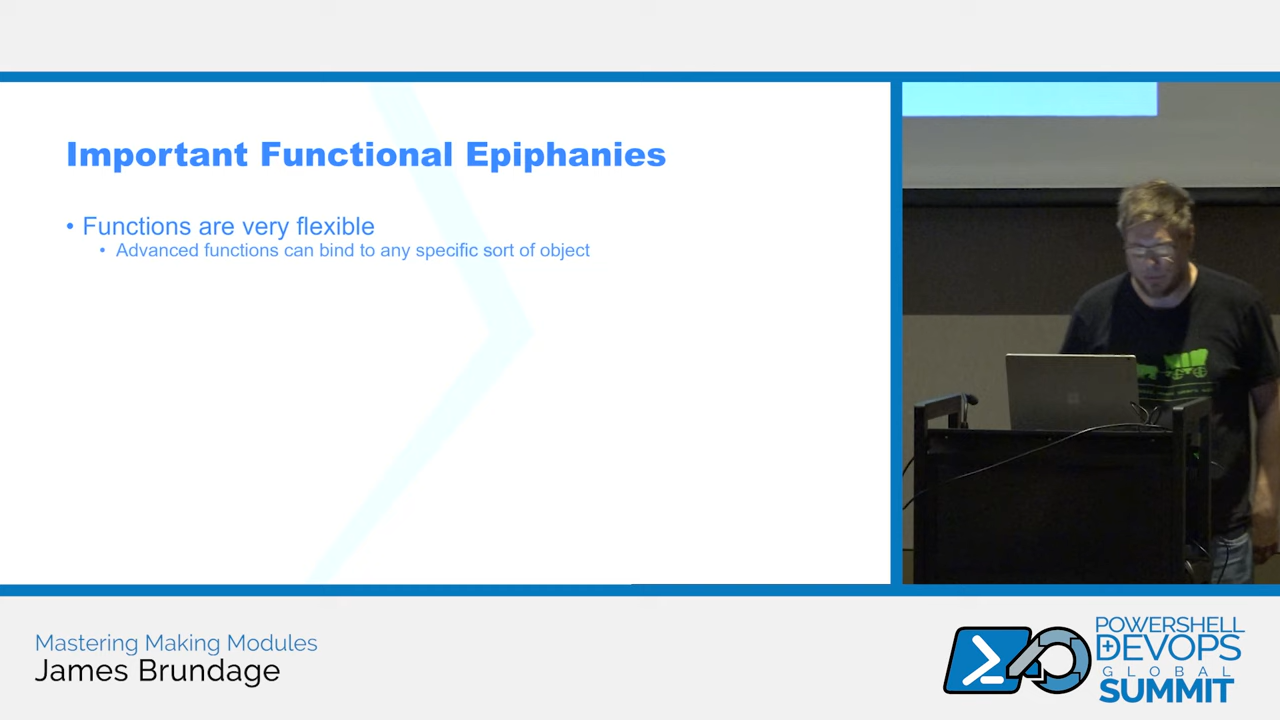 Important Functional Epiphanies
• Functions are very flexible
• Advanced functions can bind to any specific sort of object
Mastering Making Modules
James Brundage
POWERSHELL
+DEVOPS
GLOBAL
SUMMIT